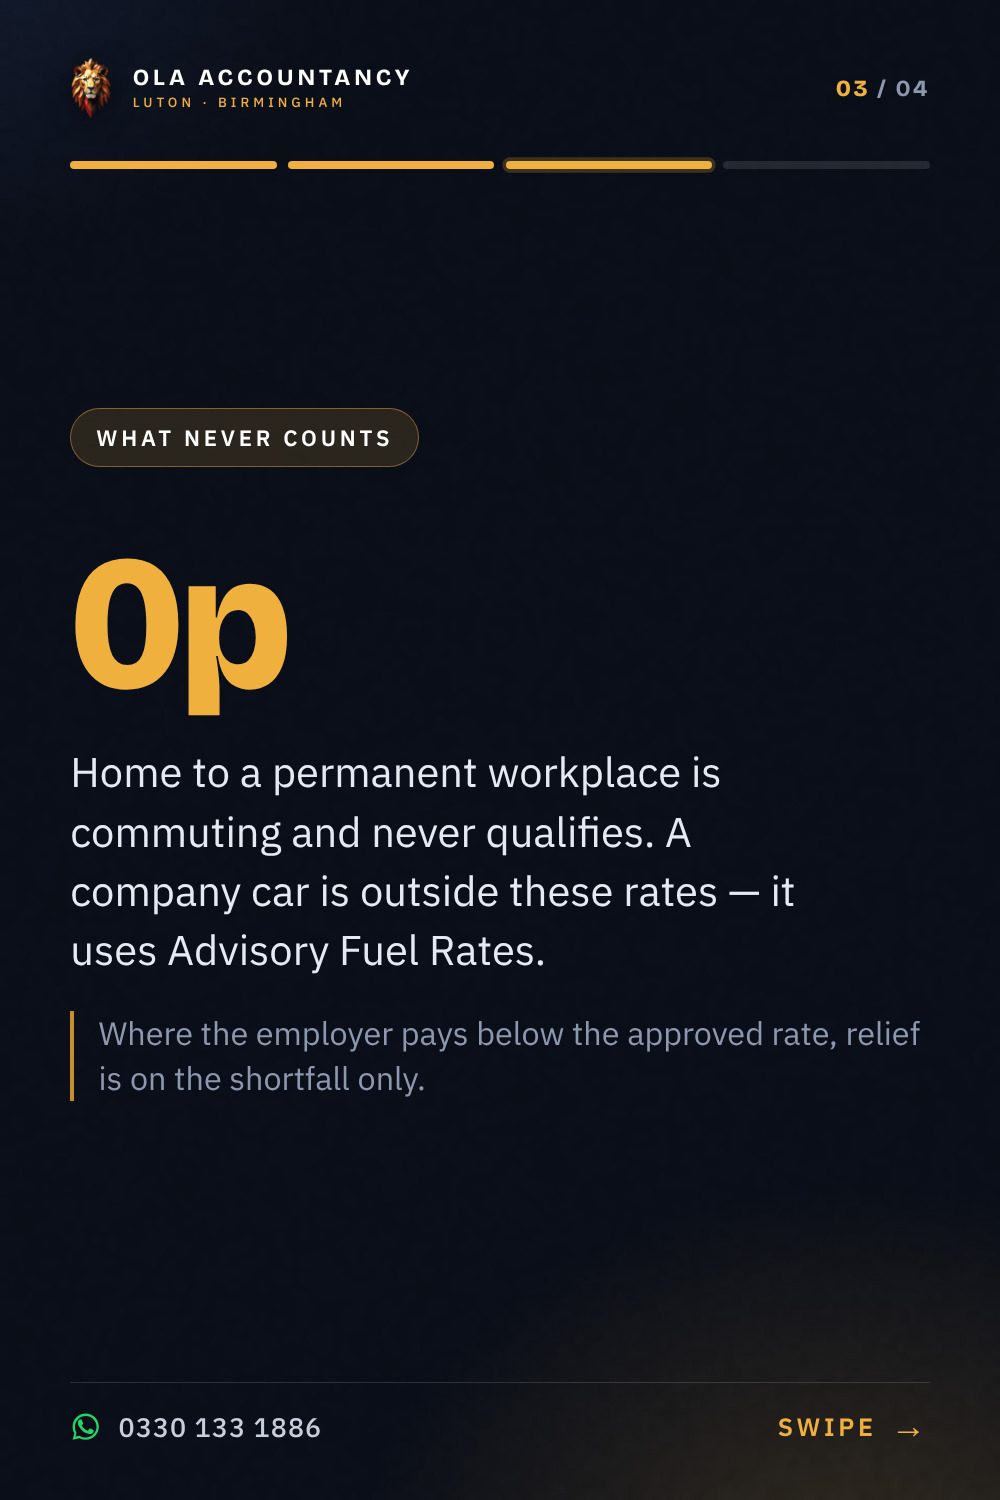 OLA ACCOUNTANCY
LUTON · BIRMINGHAM
03 / 04
WHAT NEVER COUNTS
0p
Home to a permanent workplace is
commuting and never qualifies. A
company car is outside these rates — it
uses Advisory Fuel Rates.
Where the employer pays below the approved rate, relief
is on the shortfall only.
0330 133 1886
SWIPE →